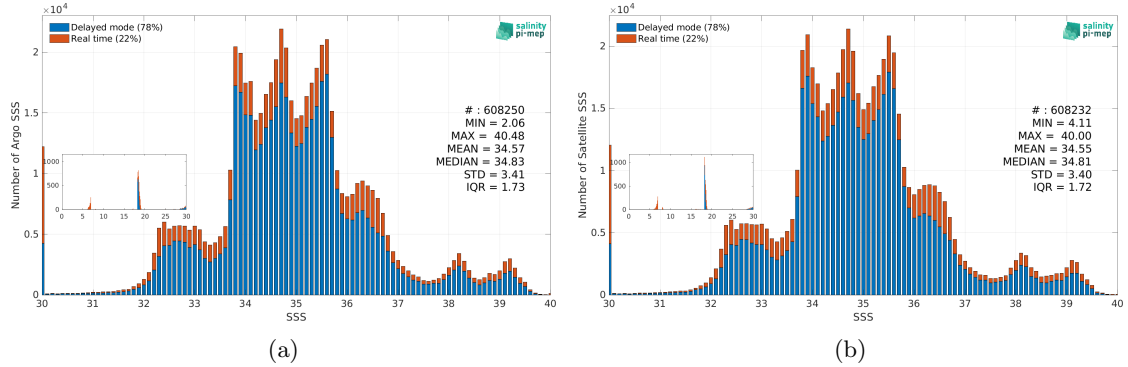 ×10^4
Delayed mode (78%)
Real time (22%)
salinity
pi-mep
# : 608250
MIN = 2.06
MAX = 40.48
MEAN = 34.57
MEDIAN = 34.83
STD = 3.41
IQR = 1.73
Number of Argo SSS
2
1.5
1
0.5
0
1000
500
0
0 5 10 15 20 25 30
30 31 32 33 34 35 36 37 38 39 40
SSS
(a)
×10^4
Delayed mode (78%)
Real time (22%)
salinity
pi-mep
# : 608232
MIN = 4.11
MAX = 40.00
MEAN = 34.55
MEDIAN = 34.81
STD = 3.40
IQR = 1.72
Number of Satellite SSS
2
1.5
1
0.5
0
1000
500
0
0 5 10 15 20 25 30
30 31 32 33 34 35 36 37 38 39 40
SSS
(b)